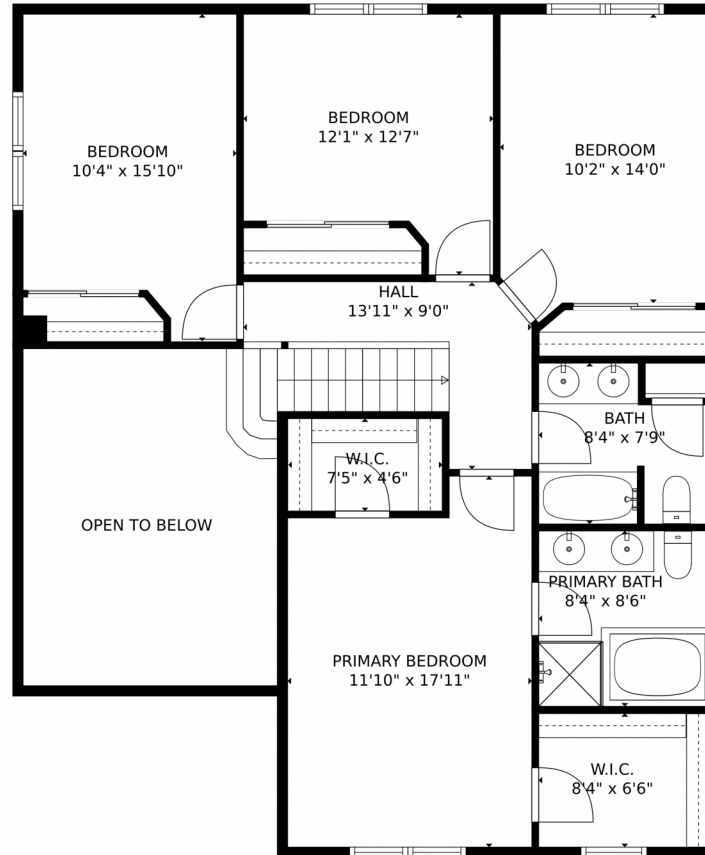 BEDROOM
10'4" x 15'10"
BEDROOM
12'1" x 12'7"
BEDROOM
10'2" x 14'0"
HALL
13'11" x 9'0"
BATH
8'4" x 7'9"
W.I.C.
7'5" x 4'6"
OPEN TO BELOW
PRIMARY BATH
8'4" x 8'6"
PRIMARY BEDROOM
11'10" x 17'11"
W.I.C.
8'4" x 6'6"